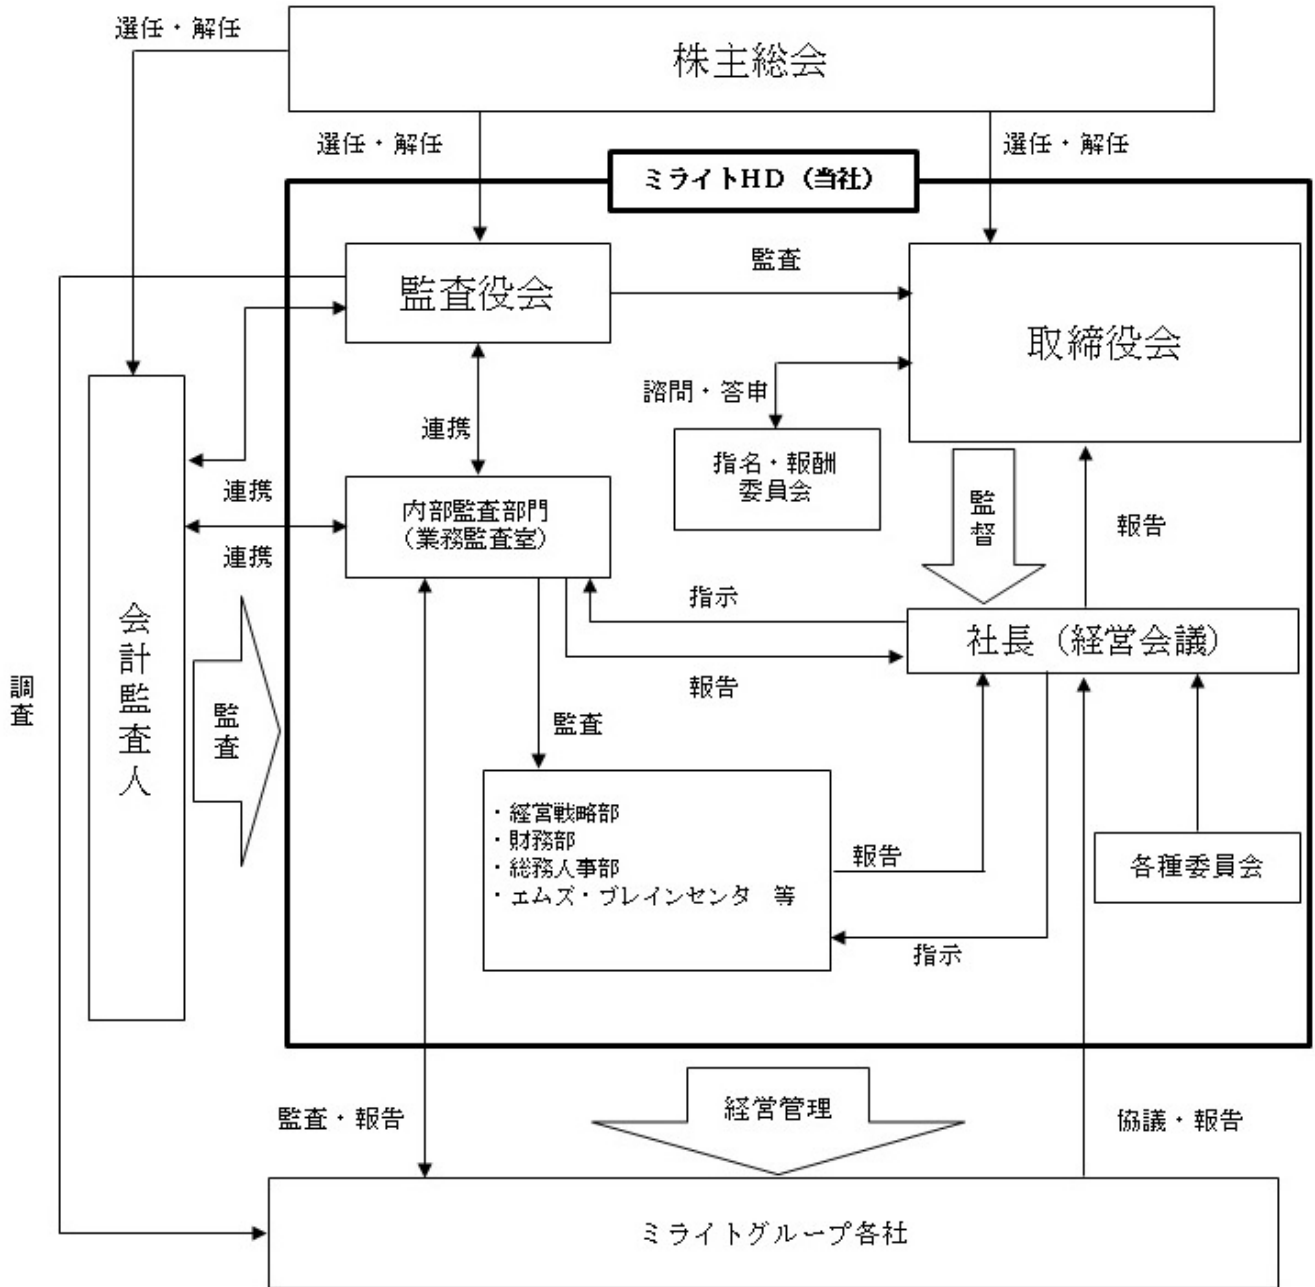 選任・解任
株主総会
選任・解任
選任・解任
ミライトHD（当社）
監査役会
監査
取締役会
諮問・答申
連携
指名・報酬
委員会
連携
内部監査部門
（業務監査室）
監督
報告
連携
指示
社長（経営会議）
会計監査人
調査
監査
報告
監査
・経営戦略部
・財務部
・総務人事部
・エムズ・ブレインセンタ　等
報告
各種委員会
指示
監査・報告
経営管理
協議・報告
ミライトグループ各社